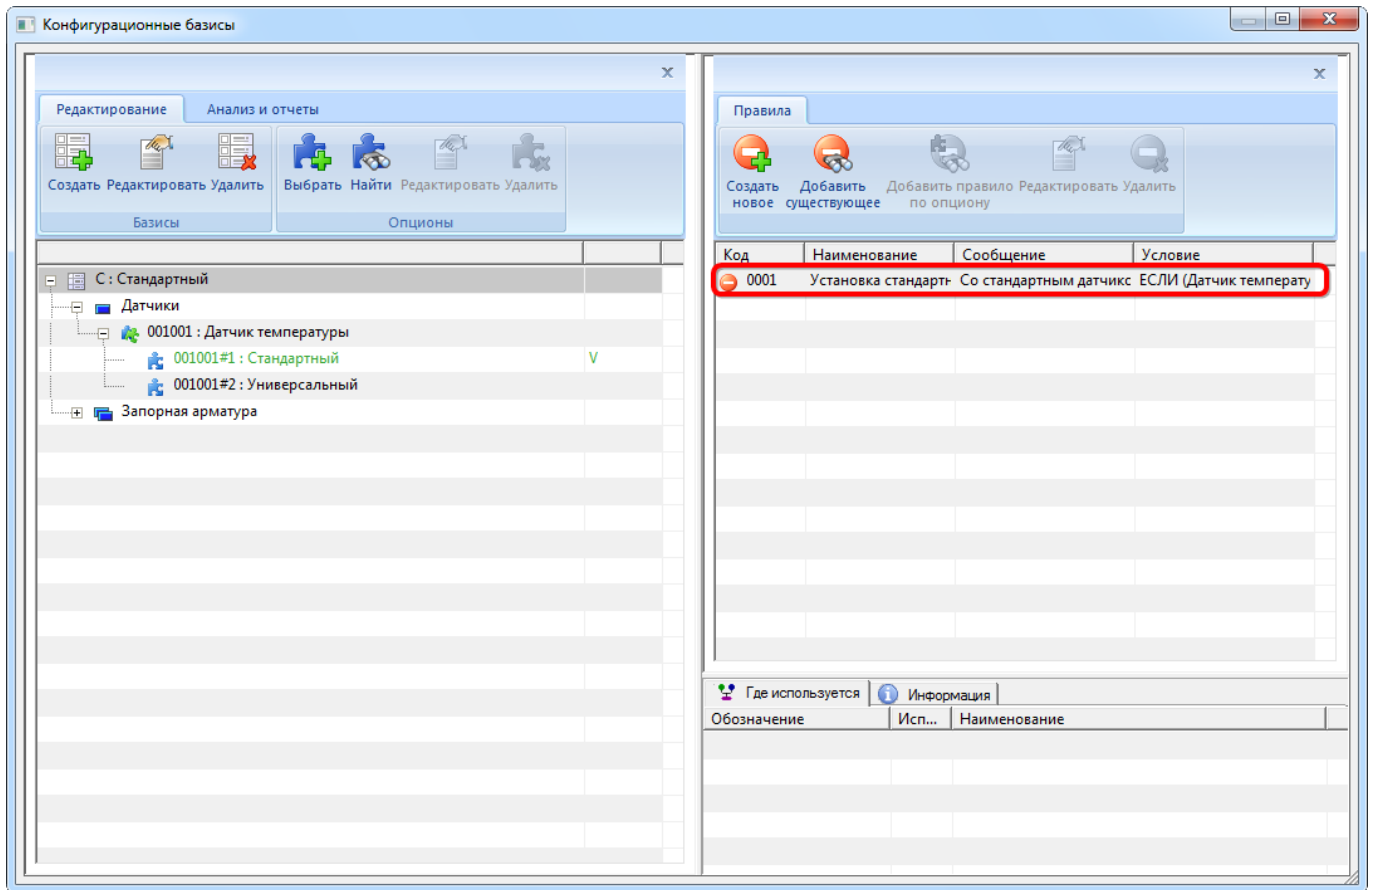 Конфигурационные базисы
x
Редактирование Анализ и отчеты
Создать Редактировать Удалить Выбрать Найти Редактировать Удалить
Базисы Опционы
С : Стандартный
Датчики
001001 : Датчик температуры
001001#1 : Стандартный V
001001#2 : Универсальный
Запорная арматура
x
Правила
Создать Добавить Добавить правило Редактировать Удалить
новое существующее по опциону
Код Наименование Сообщение Условие
0001 Установка стандартн Со стандартным датчикс ЕСЛИ (Датчик температу
Где используется Информация
Обозначение Исп... Наименование